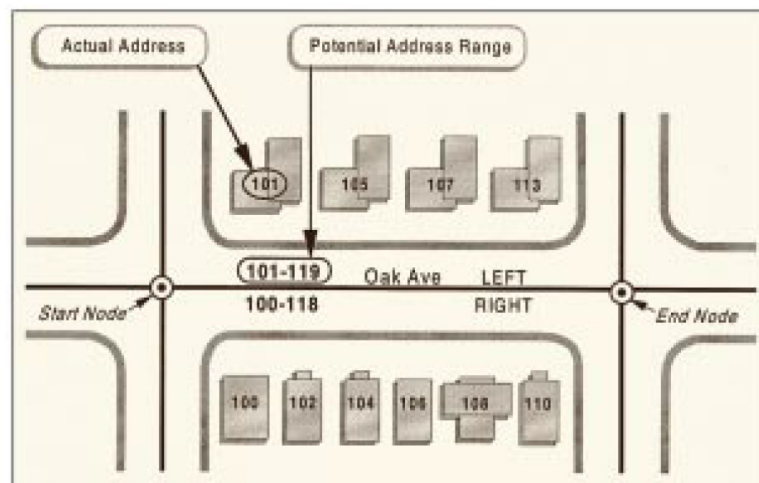 Actual Address
Potential Address Range
101
105
107
113
101-119
Oak Ave
LEFT
Start Node
100-118
RIGHT
End Node
100
102
104
106
108
110